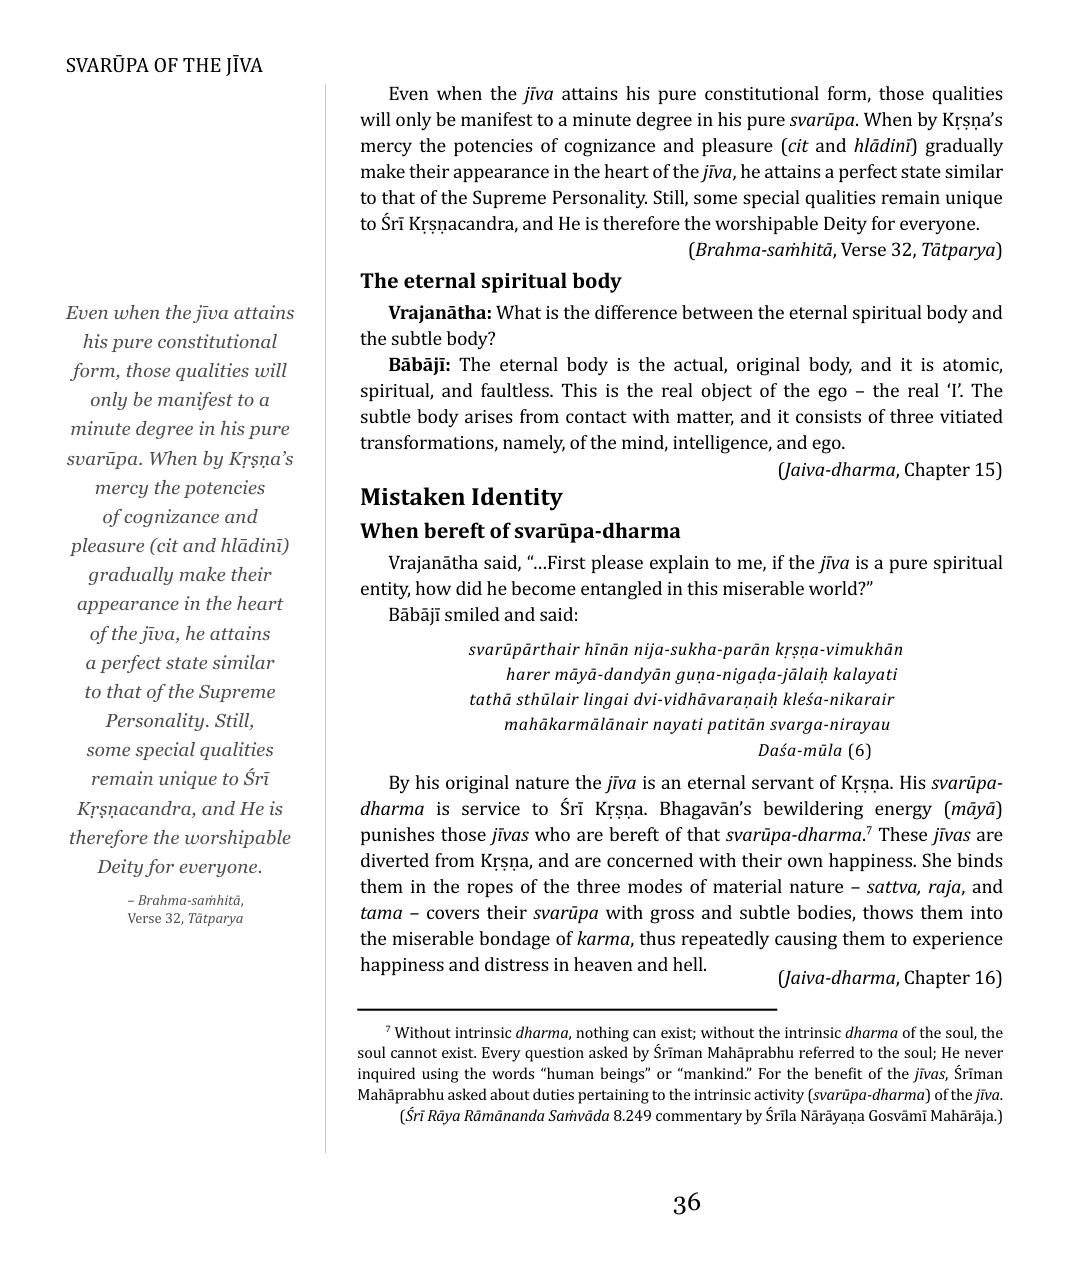 SVARŪPA OF THE JĪVA
Even when the jīva attains his pure constitutional form, those qualities
will only be manifest to a minute degree in his pure svarūpa. When by Kṛṣṇa’s
mercy the potencies of cognizance and pleasure (cit and hlādinī) gradually
make their appearance in the heart of the jīva, he attains a perfect state similar
to that of the Supreme Personality. Still, some special qualities remain unique
to Śrī Kṛṣṇacandra, and He is therefore the worshipable Deity for everyone.
(Brahma-saṁhitā, Verse 32, Tātparya)
The eternal spiritual body
Vrajanātha: What is the difference between the eternal spiritual body and
the subtle body?
Bābājī: The eternal body is the actual, original body, and it is atomic,
spiritual, and faultless. This is the real object of the ego – the real ‘I’. The
subtle body arises from contact with matter, and it consists of three vitiated
transformations, namely, of the mind, intelligence, and ego.
(Jaiva-dharma, Chapter 15)
Mistaken Identity
When bereft of svarūpa-dharma
Vrajanātha said, “...First please explain to me, if the jīva is a pure spiritual
entity, how did he become entangled in this miserable world?”
Bābājī smiled and said:
svarūpārthair hīnān nija-sukha-parān kṛṣṇa-vimukhān
harer māyā-dandyān guṇa-nigaḍa-jālaiḥ kalayati
tathā sthūlair lingai dvi-vidhāvaraṇaiḥ kleśa-nikarair
mahākarmālānair nayati patitān svarga-nirayau
Daśa-mūla (6)
By his original nature the jīva is an eternal servant of Kṛṣṇa. His svarūpa-
dharma is service to Śrī Kṛṣṇa. Bhagavān’s bewildering energy (māyā)
punishes those jīvas who are bereft of that svarūpa-dharma.⁷ These jīvas are
diverted from Kṛṣṇa, and are concerned with their own happiness. She binds
them in the ropes of the three modes of material nature – sattva, raja, and
tama – covers their svarūpa with gross and subtle bodies, thows them into
the miserable bondage of karma, thus repeatedly causing them to experience
happiness and distress in heaven and hell.
(Jaiva-dharma, Chapter 16)
⁷ Without intrinsic dharma, nothing can exist; without the intrinsic dharma of the soul, the
soul cannot exist. Every question asked by Śrīman Mahāprabhu referred to the soul; He never
inquired using the words “human beings” or “mankind.” For the benefit of the jīvas, Śrīman
Mahāprabhu asked about duties pertaining to the intrinsic activity (svarūpa-dharma) of the jīva.
(Śrī Rāya Rāmānanda Saṁvāda 8.249 commentary by Śrīla Nārāyaṇa Gosvāmī Mahārāja.)
Even when the jīva attains
his pure constitutional
form, those qualities will
only be manifest to a
minute degree in his pure
svarūpa. When by Kṛṣṇa’s
mercy the potencies
of cognizance and
pleasure (cit and hlādinī)
gradually make their
appearance in the heart
of the jīva, he attains
a perfect state similar
to that of the Supreme
Personality. Still,
some special qualities
remain unique to Śrī
Kṛṣṇacandra, and He is
therefore the worshipable
Deity for everyone.
– Brahma-saṁhitā,
Verse 32, Tātparya
36